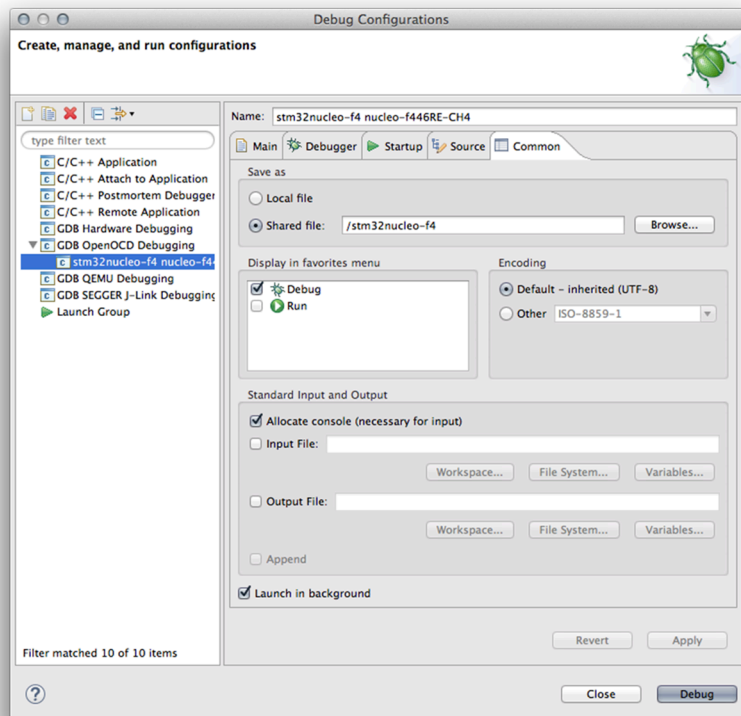 Debug Configurations
Create, manage, and run configurations
type filter text
C/C++ Application
C/C++ Attach to Application
C/C++ Postmortem Debugger
C/C++ Remote Application
GDB Hardware Debugging
GDB OpenOCD Debugging
stm32nucleo-f4 nucleo-f4
GDB QEMU Debugging
GDB SEGGER J-Link Debugging
Launch Group
Filter matched 10 of 10 items
Name: stm32nucleo-f4 nucleo-f446RE-CH4
Main Debugger Startup Source Common
Save as
Local file
Shared file: /stm32nucleo-f4 Browse...
Display in favorites menu
Debug
Run
Encoding
Default - inherited (UTF-8)
Other ISO-8859-1
Standard Input and Output
Allocate console (necessary for input)
Input File:
Workspace... File System... Variables...
Output File:
Workspace... File System... Variables...
Append
Launch in background
Revert Apply
? Close Debug